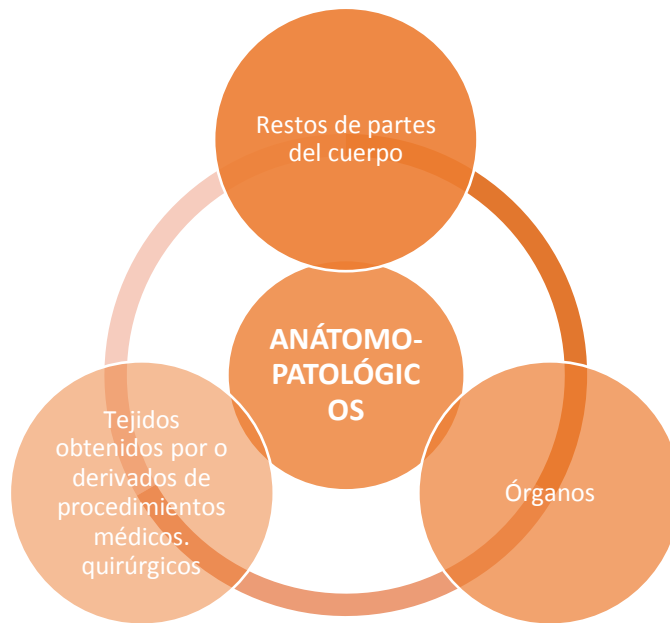 Restos de partes
del cuerpo
ANÁTOMO-
PATOLÓGIC
OS
Tejidos
obtenidos por o
derivados de
procedimientos
médicos.
quirúrgicos
Órganos